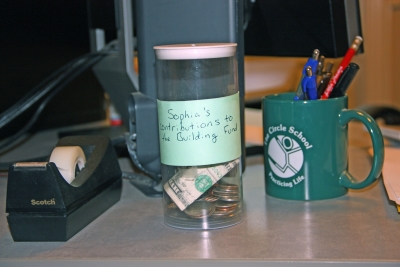 Sophia's
Contributions to
the Building Fund
Circle School
Practicing Life
Scotch